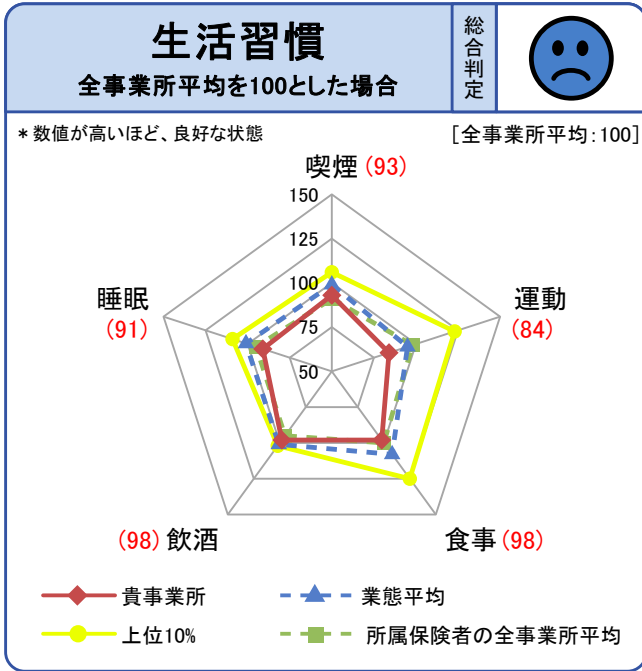 生活習慣
全事業所平均を100とした場合
総合判定
*数値が高いほど、良好な状態
[全事業所平均:100]
喫煙(93)
150
125
100
75
50
睡眠
(91)
運動
(84)
(98)飲酒
食事(98)
貴事業所
業態平均
上位10%
所属保険者の全事業所平均